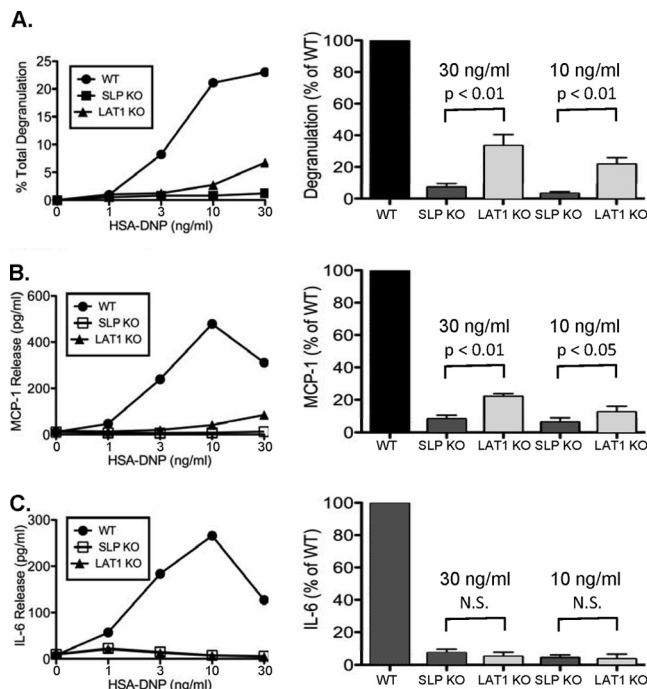 A.
% Total Degranulation
25
20
15
10
5
0
WT
SLP KO
LAT1 KO
0 1 3 10 30
HSA-DNP (ng/ml)
Degranulation (% of WT)
100
80
60
40
20
0
30 ng/ml
p < 0.01
10 ng/ml
p < 0.01
WT SLP KO LAT1 KO SLP KO LAT1 KO
B.
MCP-1 Release (pg/ml)
600
400
200
0
WT
SLP KO
LAT1 KO
0 1 3 10 30
HSA-DNP (ng/ml)
MCP-1 (% of WT)
100
80
60
40
20
0
30 ng/ml
p < 0.01
10 ng/ml
p < 0.05
WT SLP KO LAT1 KO SLP KO LAT1 KO
C.
IL-6 Release (pg/ml)
300
200
100
0
WT
SLP KO
LAT1 KO
0 1 3 10 30
HSA-DNP (ng/ml)
IL-6 (% of WT)
100
80
60
40
20
0
30 ng/ml
N.S.
10 ng/ml
N.S.
WT SLP KO LAT1 KO SLP KO LAT1 KO